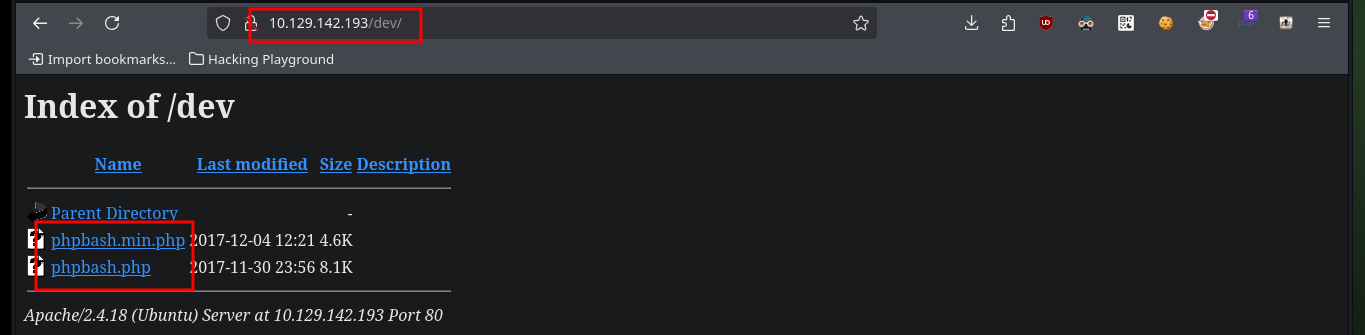 10.129.142.193/dev/
6
Import bookmarks... Hacking Playground
Index of /dev
Name Last modified Size Description
Parent Directory -
phpbash.min.php 2017-12-04 12:21 4.6K
phpbash.php 2017-11-30 23:56 8.1K
Apache/2.4.18 (Ubuntu) Server at 10.129.142.193 Port 80